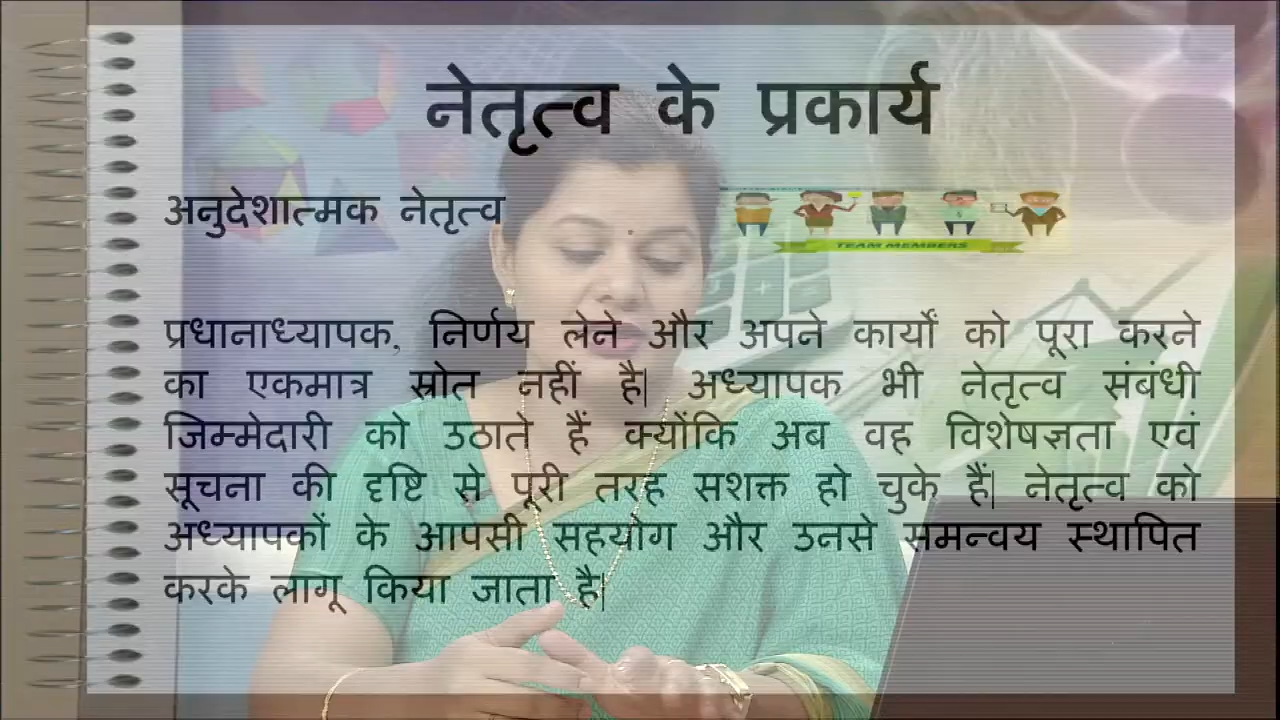 नेतृत्व के प्रकार्य
अनुदेशात्मक नेतृत्व
TEAM MEMBERS
प्रधानाध्यापक, निर्णय लेने और अपने कार्यों को पूरा करने
का एकमात्र स्रोत नहीं है| अध्यापक भी नेतृत्व संबंधी
जिम्मेदारी को उठाते हैं क्योंकि अब वह विशेषज्ञता एवं
सूचना की दृष्टि से पूरी तरह सशक्त हो चुके हैं| नेतृत्व को
अध्यापकों के आपसी सहयोग और उनसे समन्वय स्थापित
करके लागू किया जाता है|